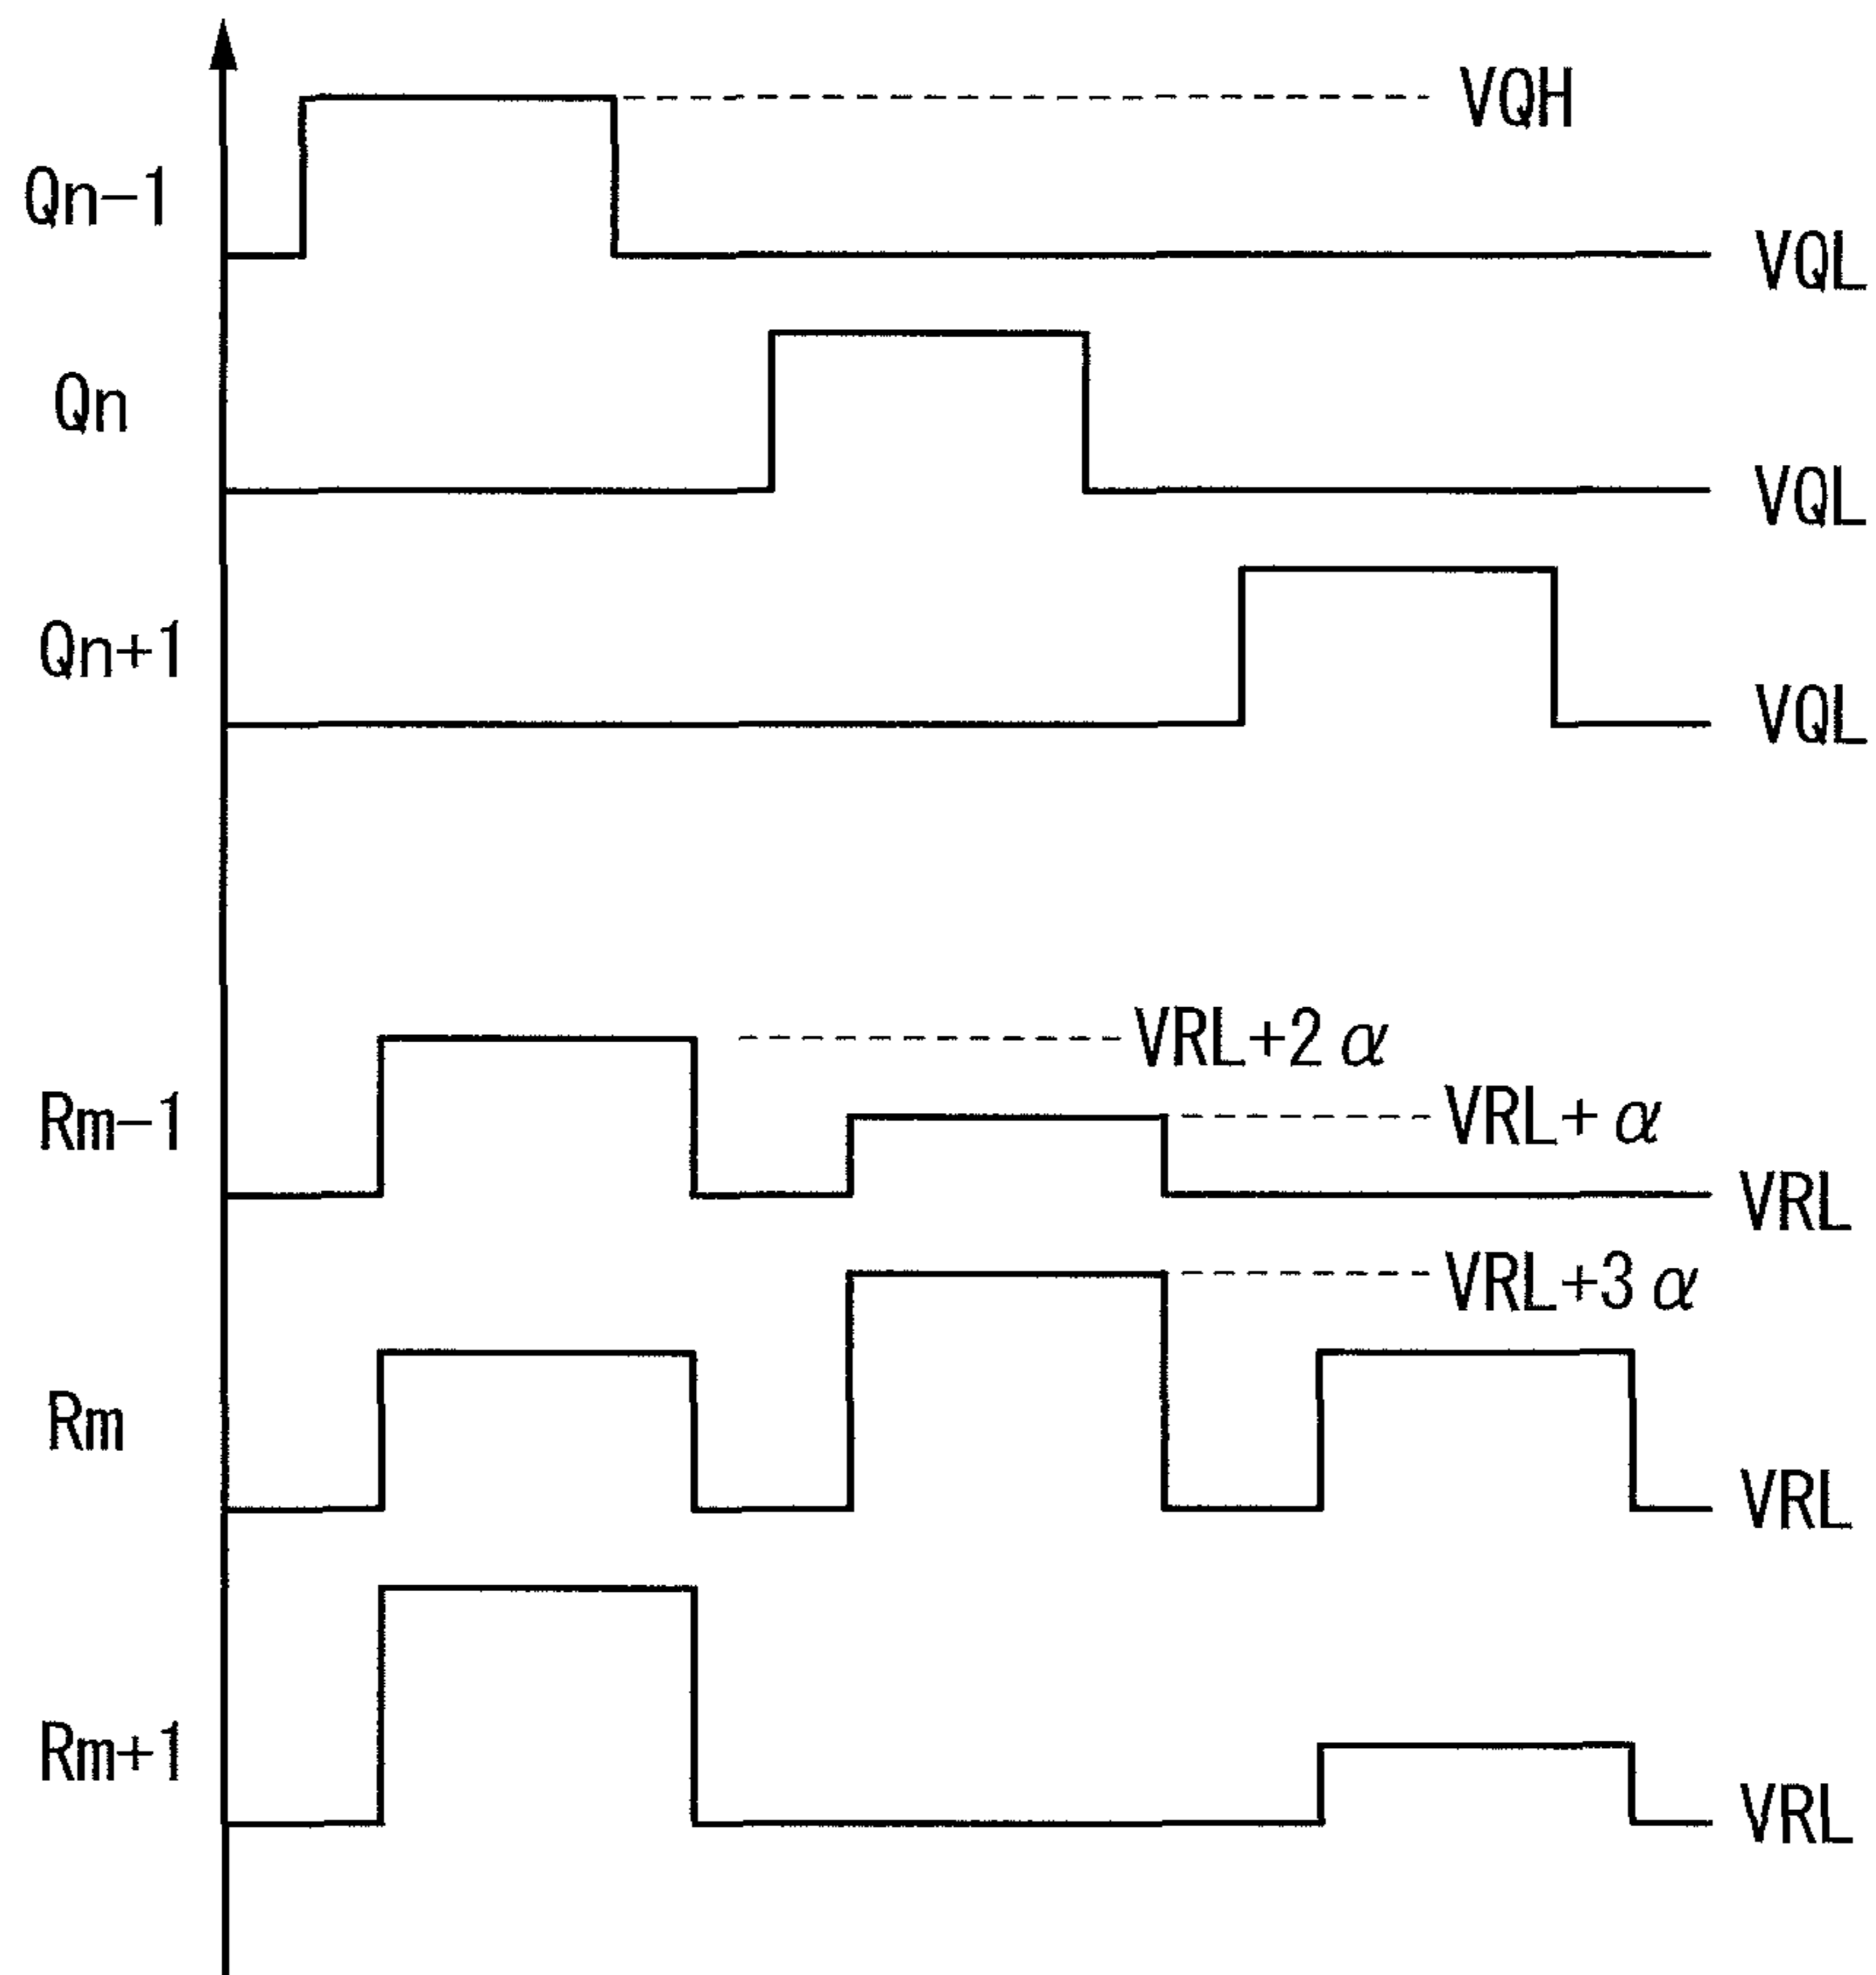 VQH
Qn-1
VQL
Qn
VQL
Qn+1
VQL
VRL+2α
VRL+α
Rm-1
VRL
VRL+3α
Rm
VRL
Rm+1
VRL